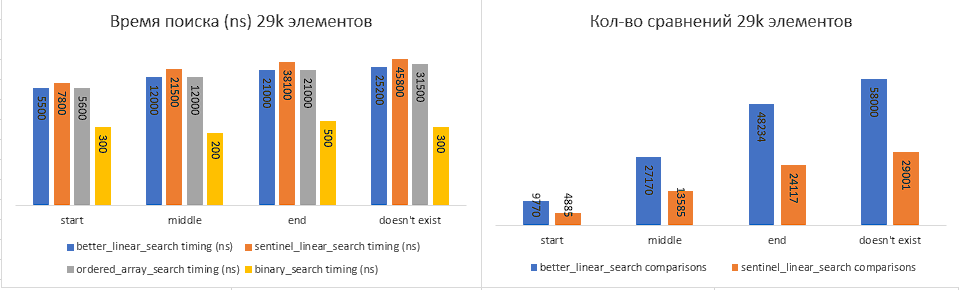 Время поиска (ns) 29k элементов
5500
7800
5600
300
12000
21500
12000
200
21000
38100
21000
500
25200
45800
31500
300
start
middle
end
doesn't exist
better_linear_search timing (ns)
sentinel_linear_search timing (ns)
ordered_array_search timing (ns)
binary_search timing (ns)
Кол-во сравнений 29k элементов
9770
4885
27170
13585
48234
24117
58000
29001
start
middle
end
doesn't exist
better_linear_search comparisons
sentinel_linear_search comparisons